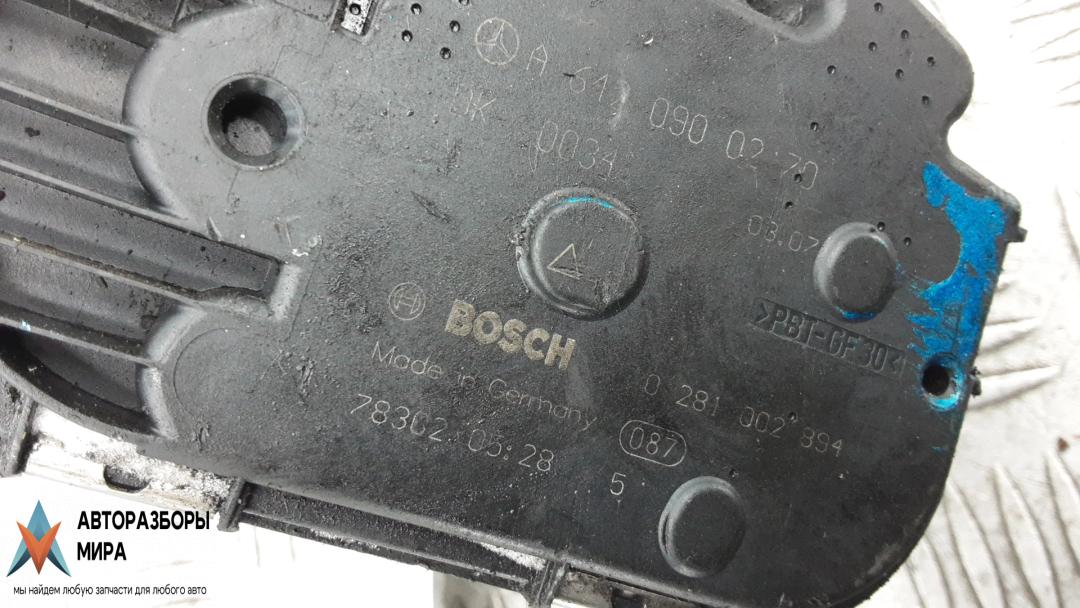 A 642 090 02 70
DK 0034
03.07
>PBT-GF30<
BOSCH
Made in Germany
0 281 002 894
78302 05:28
087
5
АВТОРАЗБОРЫ
МИРА
мы найдем любую запчасти для любого авто